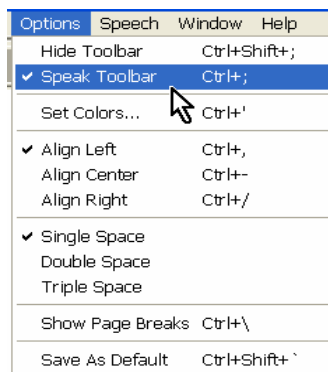 Options Speech Window Help
Hide Toolbar Ctrl+Shift+;
✔ Speak Toolbar Ctrl+;
Set Colors... Ctrl+'
✔ Align Left Ctrl+,
Align Center Ctrl+-
Align Right Ctrl+/
✔ Single Space
Double Space
Triple Space
Show Page Breaks Ctrl+\
Save As Default Ctrl+Shift+`